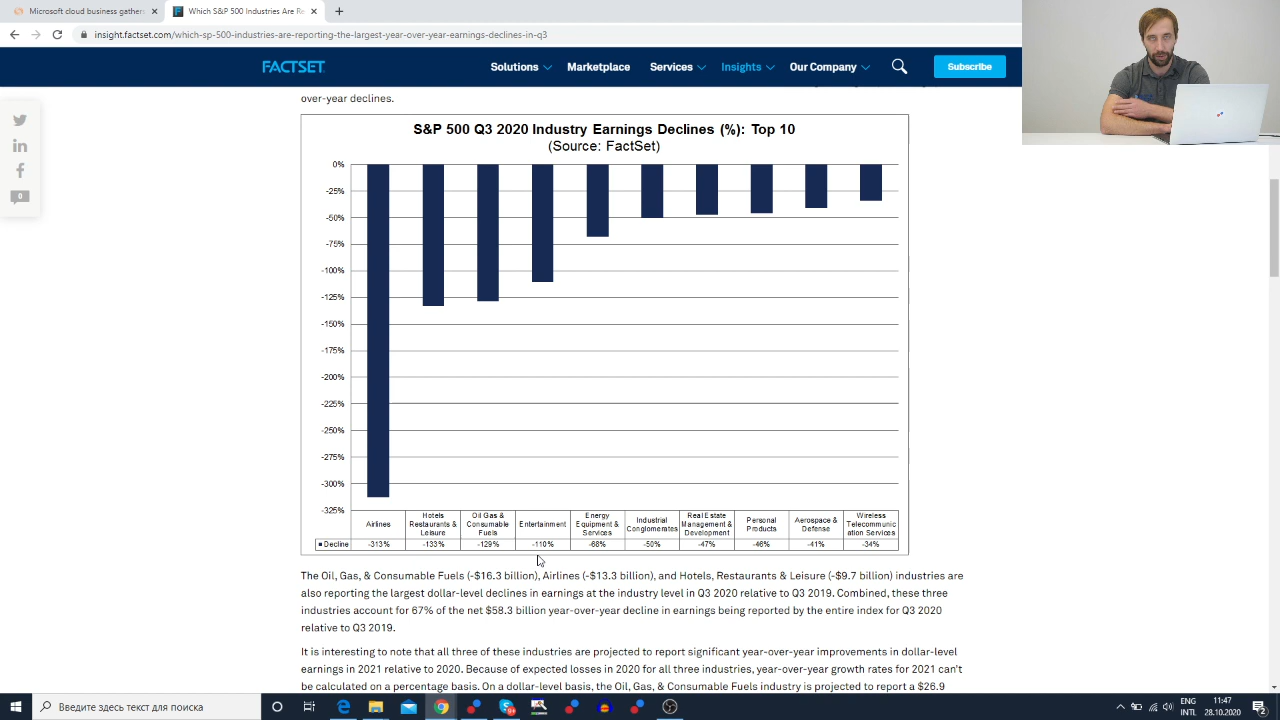 Microsoft cloud business gathers
Which S&P 500 Industries Are Re
insight.factset.com/which-sp-500-industries-are-reporting-the-largest-year-over-year-earnings-declines-in-q3
FACTSET
Solutions
Marketplace
Services
Insights
Our Company
Subscribe
over-year declines.
0
S&P 500 Q3 2020 Industry Earnings Declines (%): Top 10
(Source: FactSet)
0%
-25%
-50%
-75%
-100%
-125%
-150%
-175%
-200%
-225%
-250%
-275%
-300%
-325%
Airlines
Hotels Restaurants & Leisure
Oil Gas & Consumable Fuels
Entertainment
Energy Equipment & Services
Industrial Conglomerates
Real Estate Management & Development
Personal Products
Aerospace & Defense
Wireless Telecommunication Services
Decline -313% -133% -129% -110% -68% -50% -47% -46% -41% -34%
The Oil, Gas, & Consumable Fuels (-$16.3 billion), Airlines (-$13.3 billion), and Hotels, Restaurants & Leisure (-$9.7 billion) industries are
also reporting the largest dollar-level declines in earnings at the industry level in Q3 2020 relative to Q3 2019. Combined, these three
industries account for 67% of the net $58.3 billion year-over-year decline in earnings being reported by the entire index for Q3 2020
relative to Q3 2019.
It is interesting to note that all three of these industries are projected to report significant year-over-year improvements in dollar-level
earnings in 2021 relative to 2020. Because of expected losses in 2020 for all three industries, year-over-year growth rates for 2021 can't
be calculated on a percentage basis. On a dollar-level basis, the Oil, Gas, & Consumable Fuels industry is projected to report a $26.9
Введите здесь текст для поиска
ENG
INTL
11:47
28.10.2020
2